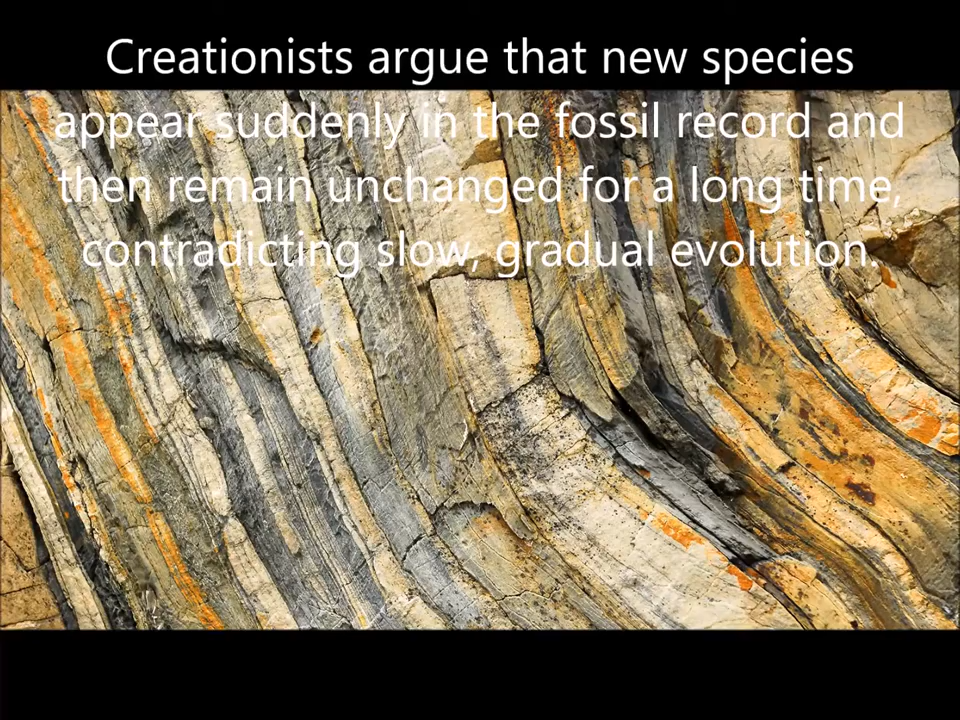 Creationists argue that new species
appear suddenly in the fossil record and
then remain unchanged for a long time,
contradicting slow, gradual evolution.